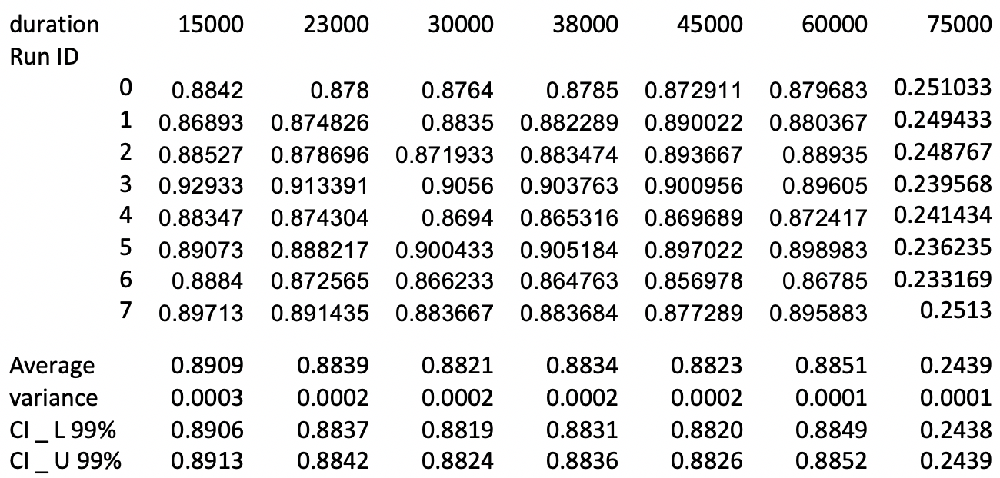 duration 15000 23000 30000 38000 45000 60000 75000
Run ID
0 0.8842 0.878 0.8764 0.8785 0.872911 0.879683 0.251033
1 0.86893 0.874826 0.8835 0.882289 0.890022 0.880367 0.249433
2 0.88527 0.878696 0.871933 0.883474 0.893667 0.88935 0.248767
3 0.92933 0.913391 0.9056 0.903763 0.900956 0.89605 0.239568
4 0.88347 0.874304 0.8694 0.865316 0.869689 0.872417 0.241434
5 0.89073 0.888217 0.900433 0.905184 0.897022 0.898983 0.236235
6 0.8884 0.872565 0.866233 0.864763 0.856978 0.86785 0.233169
7 0.89713 0.891435 0.883667 0.883684 0.877289 0.895883 0.2513
Average 0.8909 0.8839 0.8821 0.8834 0.8823 0.8851 0.2439
variance 0.0003 0.0002 0.0002 0.0002 0.0002 0.0001 0.0001
CI _ L 99% 0.8906 0.8837 0.8819 0.8831 0.8820 0.8849 0.2438
CI _ U 99% 0.8913 0.8842 0.8824 0.8836 0.8826 0.8852 0.2439